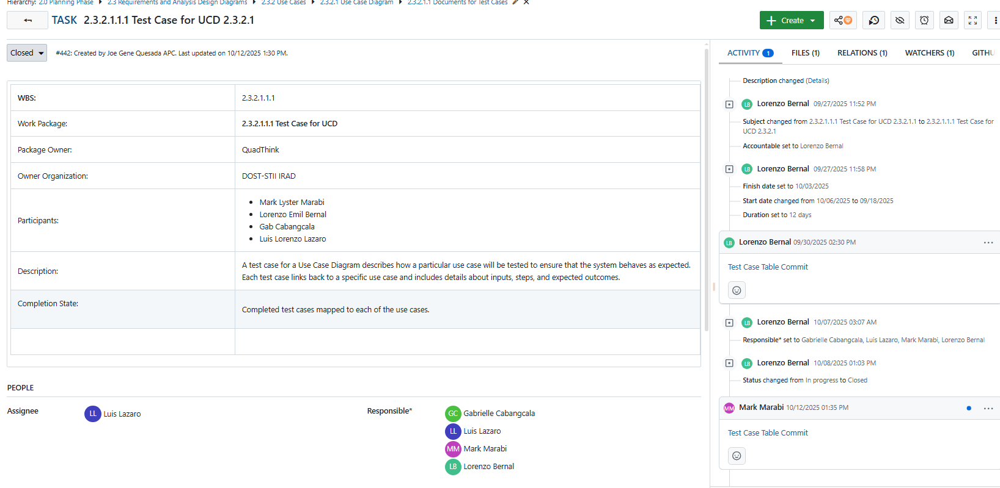 Hierarchy: 2.0 Planning Phase 2.3 Requirements and Analysis Design Diagrams 2.3.2 Use Cases 2.3.2.1 Use Case Diagram 2.3.2.1.1 Documents for Test Cases
TASK 2.3.2.1.1.1 Test Case for UCD 2.3.2.1
Create
Closed
#442: Created by Joe Gene Quesada APC. Last updated on 10/12/2025 1:30 PM.
WBS: 2.3.2.1.1.1
Work Package: 2.3.2.1.1.1 Test Case for UCD
Package Owner: QuadThink
Owner Organization: DOST-STII IRAD
Participants:
• Mark Lyster Marabi
• Lorenzo Emil Bernal
• Gab Cabangcala
• Luis Lorenzo Lazaro
Description:
A test case for a Use Case Diagram describes how a particular use case will be tested to ensure that the system behaves as expected.
Each test case links back to a specific use case and includes details about inputs, steps, and expected outcomes.
Completion State:
Completed test cases mapped to each of the use cases.
PEOPLE
Assignee
LL Luis Lazaro
Responsible*
GC Gabrielle Cabangcala
LL Luis Lazaro
MM Mark Marabi
LB Lorenzo Bernal
ACTIVITY 1 FILES (1) RELATIONS (1) WATCHERS (1) GITHU
Description changed (Details)
LB Lorenzo Bernal 09/27/2025 11:52 PM
Subject changed from 2.3.2.1.1.1 Test Case for UCD 2.3.2.1.1 to 2.3.2.1.1.1 Test Case for
UCD 2.3.2.1
Accountable set to Lorenzo Bernal
LB Lorenzo Bernal 09/27/2025 11:58 PM
Finish date set to 10/03/2025
Start date changed from 10/06/2025 to 09/18/2025
Duration set to 12 days
LB Lorenzo Bernal 09/30/2025 02:30 PM
Test Case Table Commit
LB Lorenzo Bernal 10/07/2025 03:07 AM
Responsible* set to Gabrielle Cabangcala, Luis Lazaro, Mark Marabi, Lorenzo Bernal
LB Lorenzo Bernal 10/08/2025 01:03 PM
Status changed from In progress to Closed
MM Mark Marabi 10/12/2025 01:35 PM
Test Case Table Commit